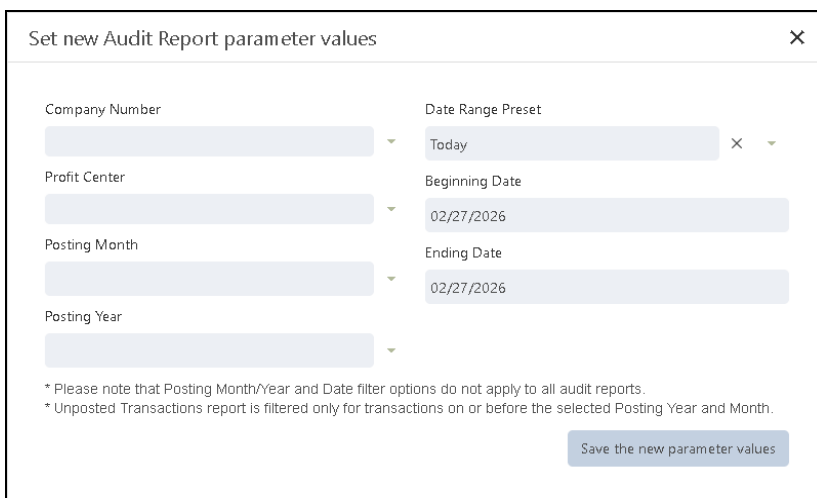 Set new Audit Report parameter values
Company Number
Profit Center
Posting Month
Posting Year
Date Range Preset
Today
Beginning Date
02/27/2026
Ending Date
02/27/2026
* Please note that Posting Month/Year and Date filter options do not apply to all audit reports.
* Unposted Transactions report is filtered only for transactions on or before the selected Posting Year and Month.
Save the new parameter values